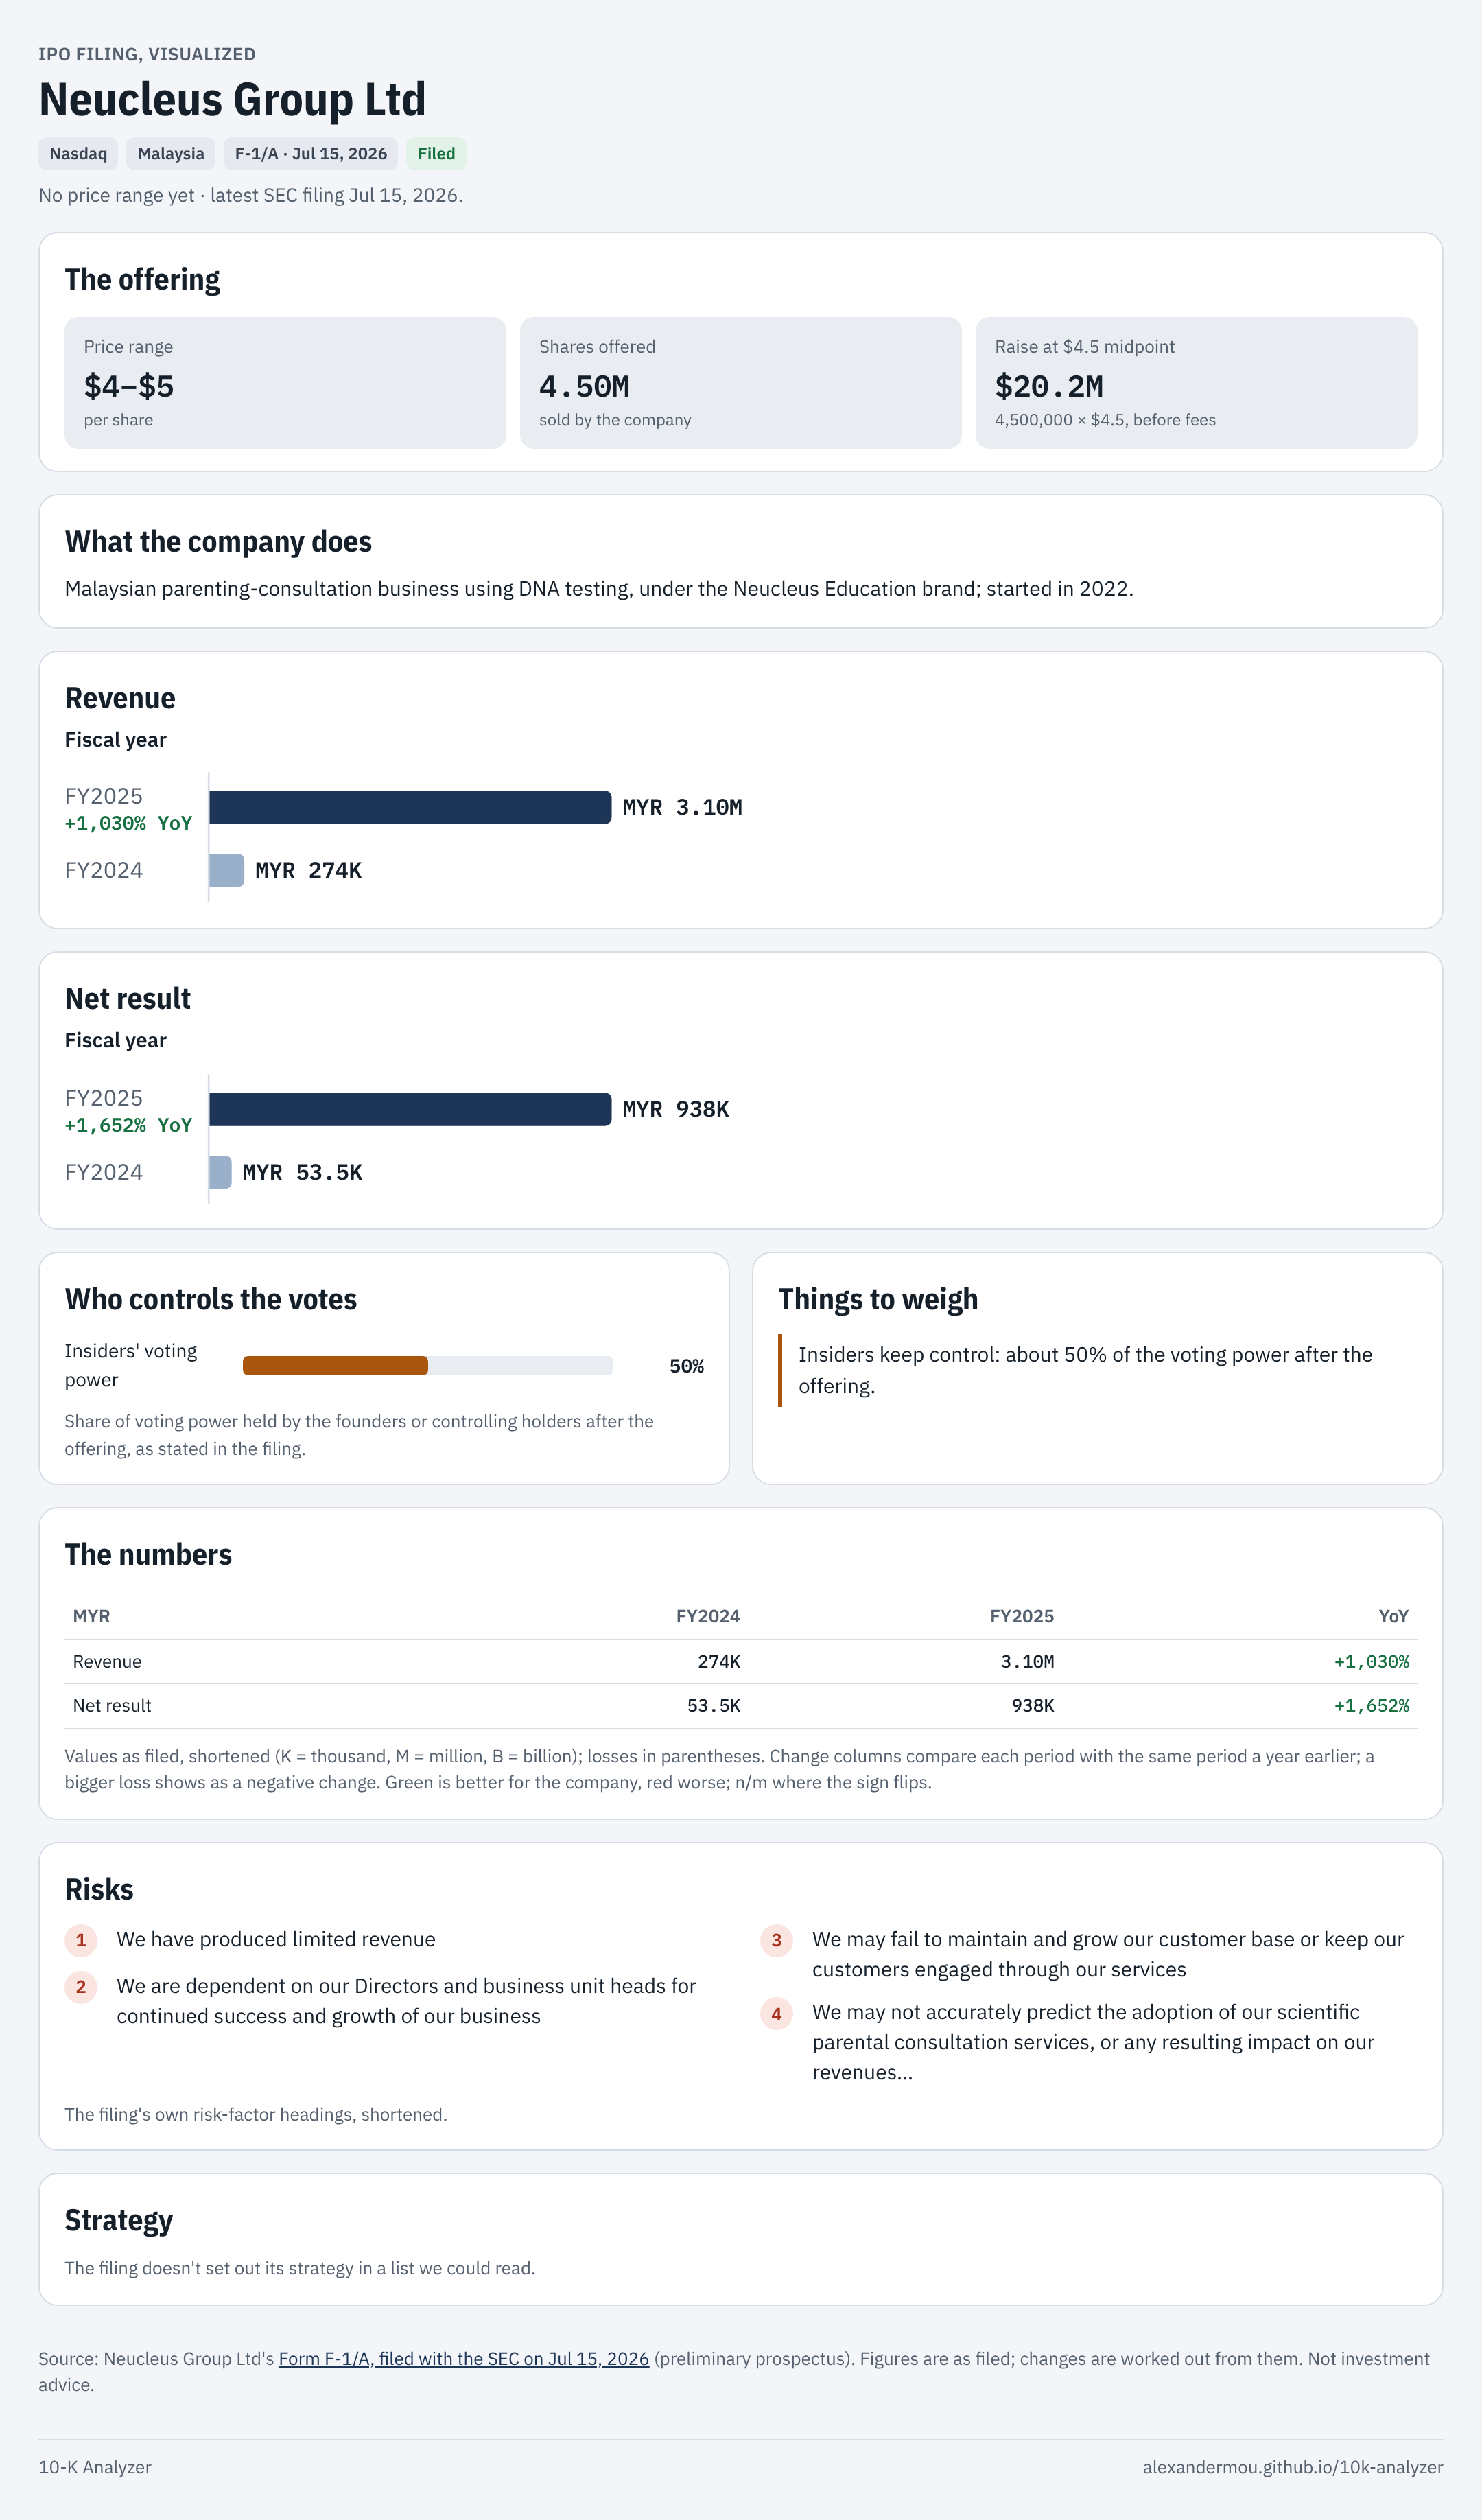 IPO FILING, VISUALIZED
Neucleus Group Ltd
Nasdaq
Malaysia
F-1/A · Jul 15, 2026
Filed
No price range yet · latest SEC filing Jul 15, 2026.
The offering
Price range
$4–$5
per share
Shares offered
4.50M
sold by the company
Raise at $4.5 midpoint
$20.2M
4,500,000 × $4.5, before fees
What the company does
Malaysian parenting-consultation business using DNA testing, under the Neucleus Education brand; started in 2022.
Revenue
Fiscal year
FY2025
+1,030% YoY
MYR 3.10M
FY2024
MYR 274K
Net result
Fiscal year
FY2025
+1,652% YoY
MYR 938K
FY2024
MYR 53.5K
Who controls the votes
Insiders' voting
power
50%
Share of voting power held by the founders or controlling holders after the
offering, as stated in the filing.
Things to weigh
Insiders keep control: about 50% of the voting power after the
offering.
The numbers
MYR FY2024 FY2025 YoY
Revenue 274K 3.10M +1,030%
Net result 53.5K 938K +1,652%
Values as filed, shortened (K = thousand, M = million, B = billion); losses in parentheses. Change columns compare each period with the same period a year earlier; a
bigger loss shows as a negative change. Green is better for the company, red worse; n/m where the sign flips.
Risks
1 We have produced limited revenue
2 We are dependent on our Directors and business unit heads for
continued success and growth of our business
3 We may fail to maintain and grow our customer base or keep our
customers engaged through our services
4 We may not accurately predict the adoption of our scientific
parental consultation services, or any resulting impact on our
revenues…
The filing's own risk-factor headings, shortened.
Strategy
The filing doesn't set out its strategy in a list we could read.
Source: Neucleus Group Ltd's Form F-1/A, filed with the SEC on Jul 15, 2026 (preliminary prospectus). Figures are as filed; changes are worked out from them. Not investment
advice.
10-K Analyzer
alexandermou.github.io/10k-analyzer